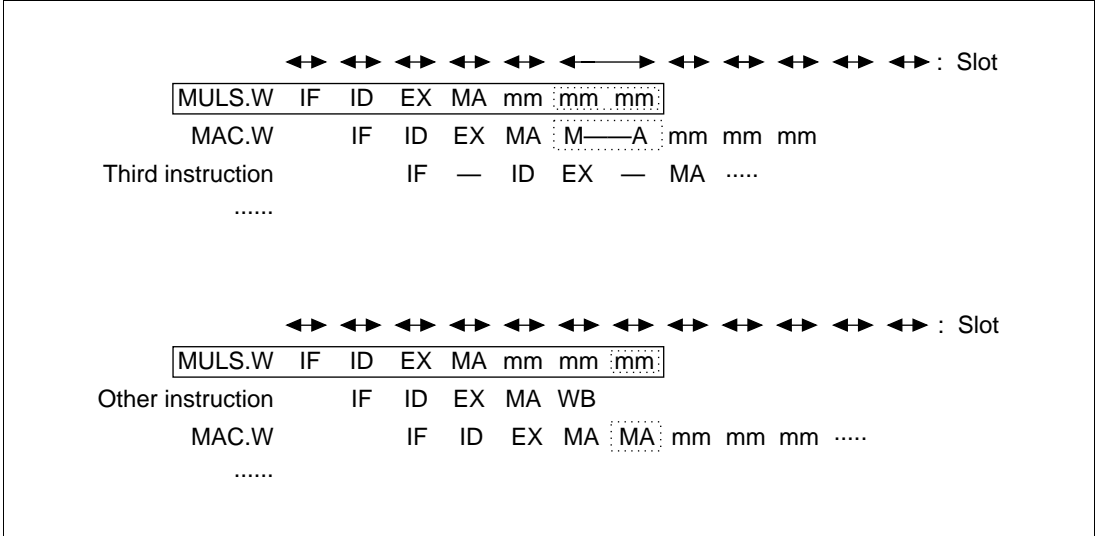 : Slot
MULS.W IF ID EX MA mm mm mm
MAC.W IF ID EX MA M——A mm mm mm
Third instruction IF — ID EX — MA ·····
······
: Slot
MULS.W IF ID EX MA mm mm mm
Other instruction IF ID EX MA WB
MAC.W IF ID EX MA MA mm mm mm ·····
······